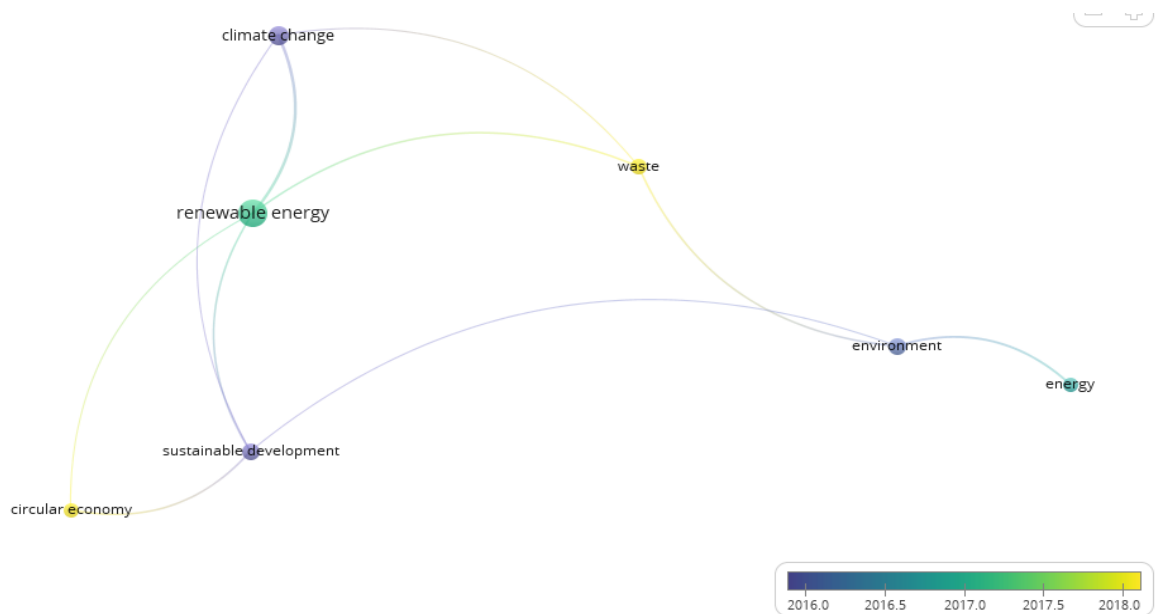 climate change
waste
renewable energy
environment
energy
sustainable development
circular economy
2016.0 2016.5 2017.0 2017.5 2018.0